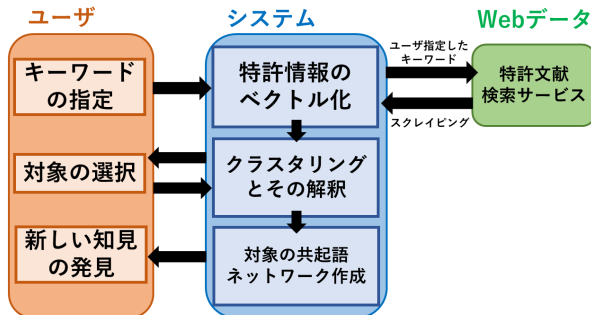 ユーザ
システム
Webデータ
キーワード
の指定
特許情報の
ベクトル化
ユーザ指定した
キーワード
スクレイピング
特許文献
検索サービス
対象の選択
クラスタリング
とその解釈
新しい知見
の発見
対象の共起語
ネットワーク作成